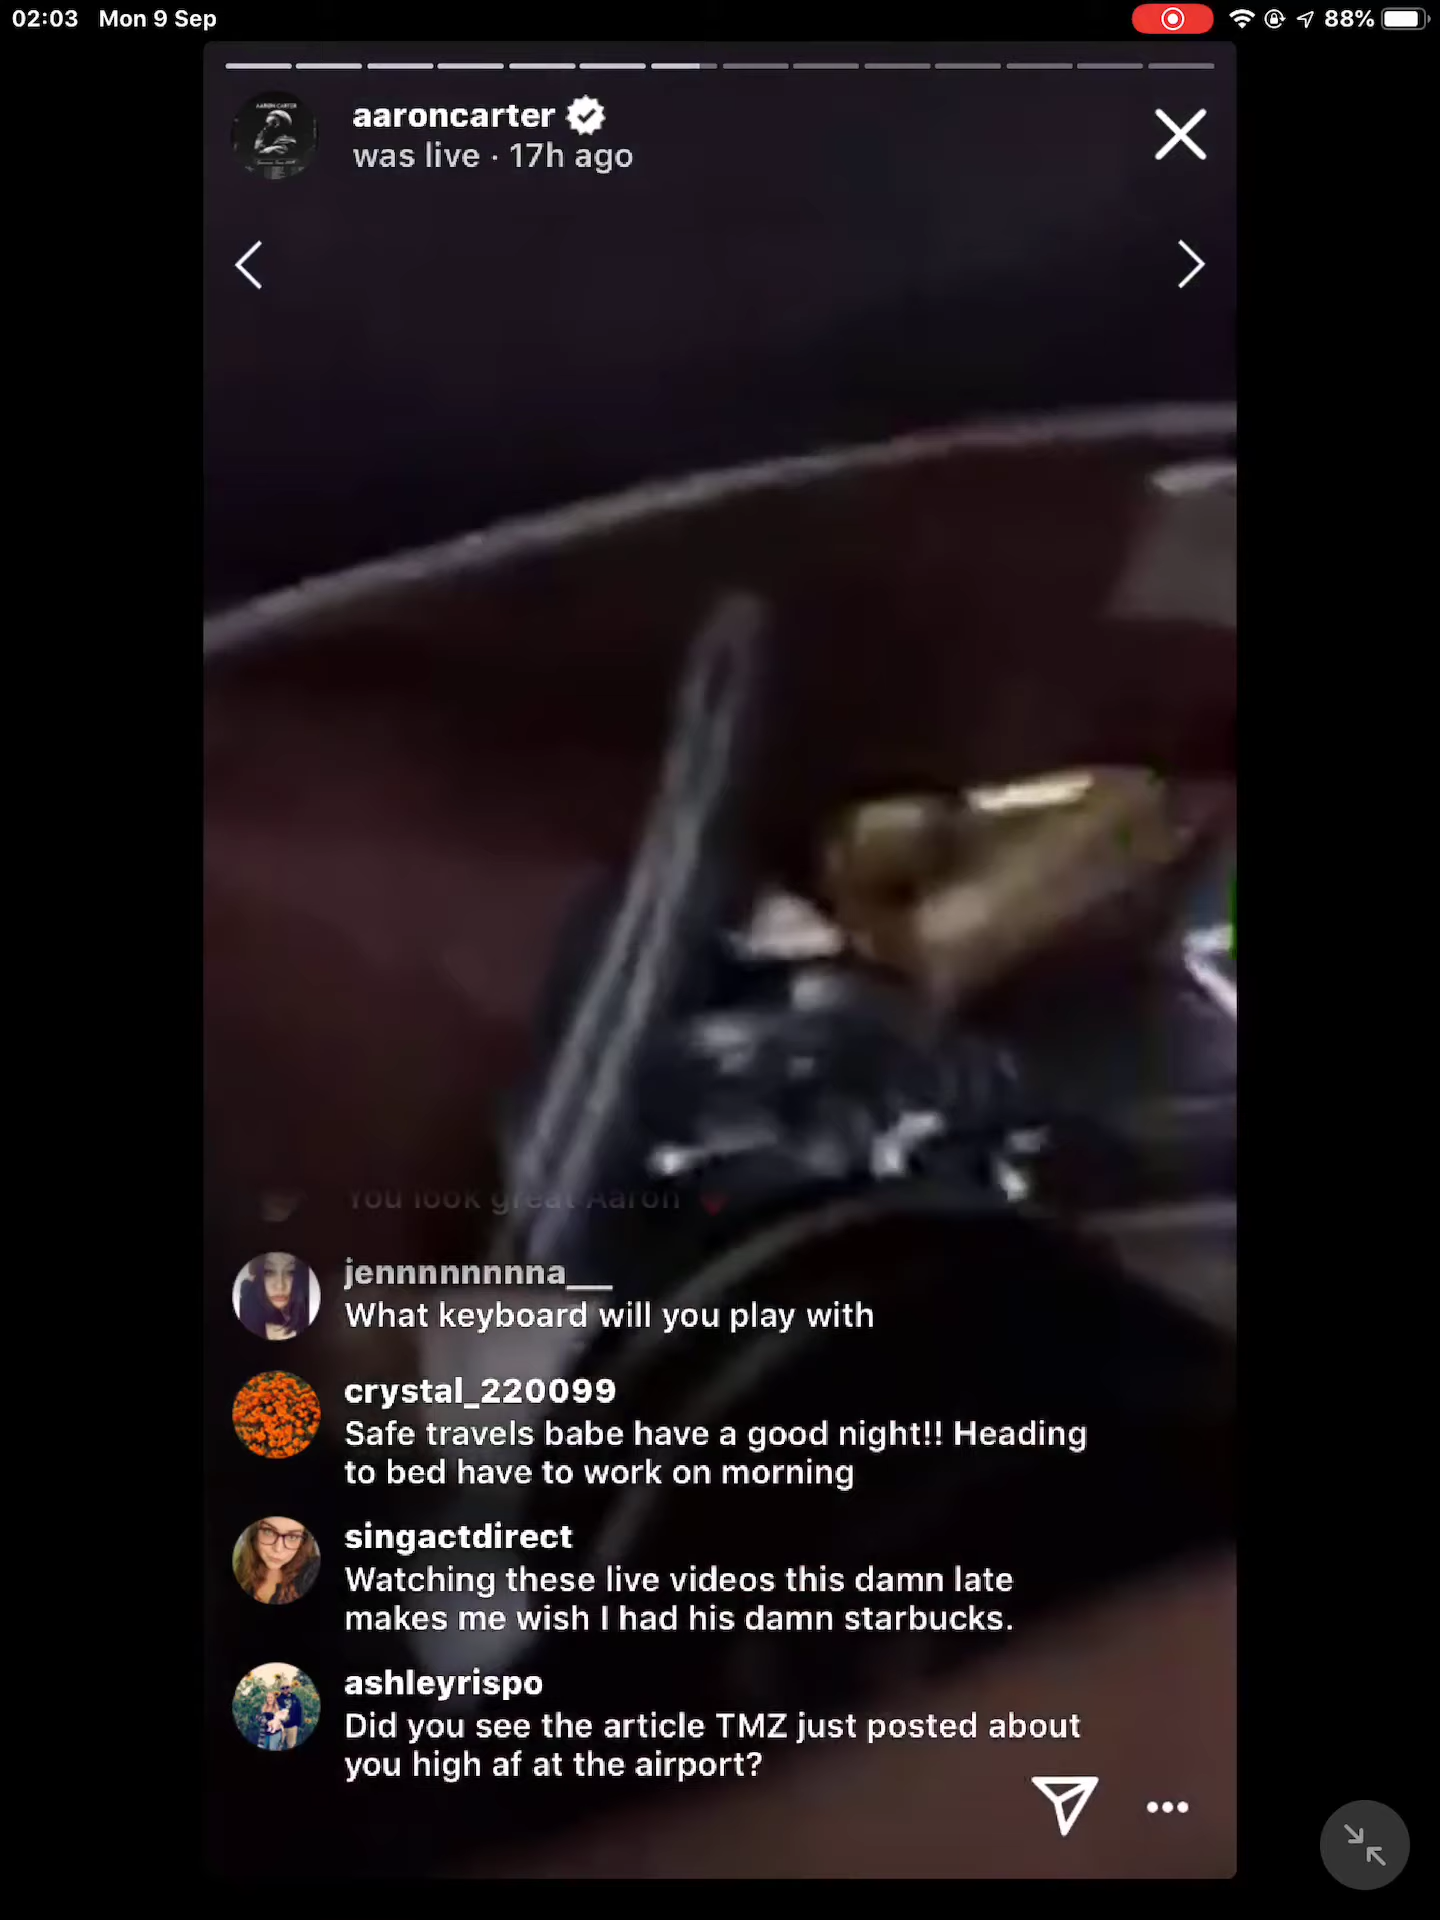 02:03 Mon 9 Sep
88%
AARON CARTER
aaroncarter
was live · 17h ago
You look great Aaron
jennnnnnnna___
What keyboard will you play with
crystal_220099
Safe travels babe have a good night!! Heading
to bed have to work on morning
singactdirect
Watching these live videos this damn late
makes me wish I had his damn starbucks.
ashleyrispo
Did you see the article TMZ just posted about
you high af at the airport?